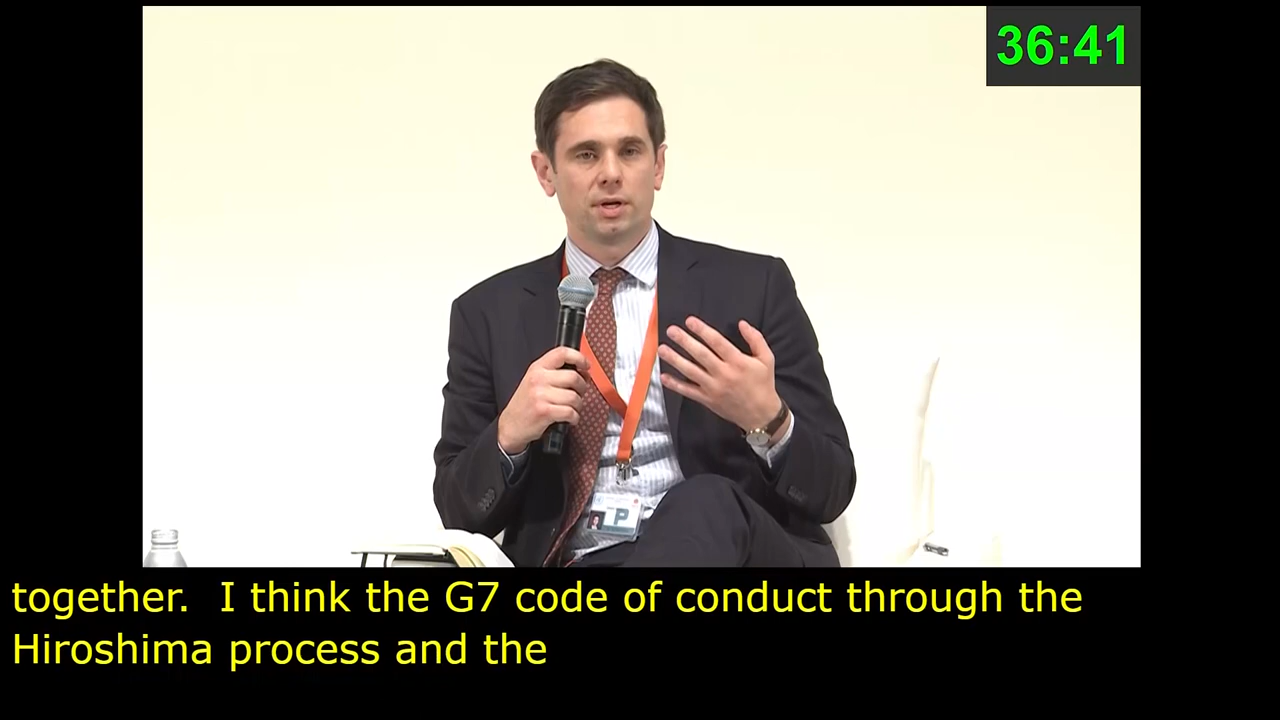 36:41
P
together.  I think the G7 code of conduct through the
Hiroshima process and the